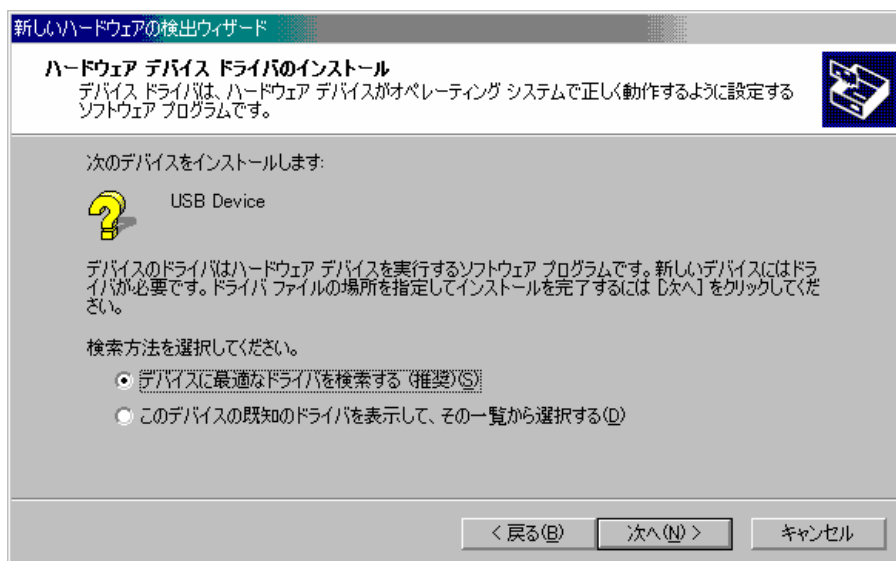 新しいハードウェアの検出ウィザード
ハードウェア デバイス ドライバのインストール
デバイス ドライバは、ハードウェア デバイスがオペレーティング システムで正しく動作するように設定する
ソフトウェア プログラムです。
次のデバイスをインストールします:
USB Device
デバイスのドライバはハードウェア デバイスを実行するソフトウェア プログラムです。新しいデバイスにはドラ
イバが必要です。ドライバ ファイルの場所を指定してインストールを完了するには [次へ] をクリックしてくだ
さい。
検索方法を選択してください。
デバイスに最適なドライバを検索する (推奨)(S)
このデバイスの既知のドライバを表示して、その一覧から選択する(D)
< 戻る(B) 次へ(N) > キャンセル